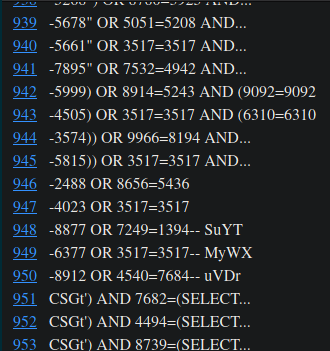 939 -5678" OR 5051=5208 AND...
940 -5661" OR 3517=3517 AND...
941 -7895" OR 7532=4942 AND...
942 -5999) OR 8914=5243 AND (9092=9092
943 -4505) OR 3517=3517 AND (6310=6310
944 -3574)) OR 9966=8194 AND...
945 -5815)) OR 3517=3517 AND...
946 -2488 OR 8656=5436
947 -4023 OR 3517=3517
948 -8877 OR 7249=1394-- SuYT
949 -6377 OR 3517=3517-- MyWX
950 -8912 OR 4540=7684-- uVDr
951 CSGt') AND 7682=(SELECT...
952 CSGt') AND 4494=(SELECT...
953 CSGt') AND 8739=(SELECT...